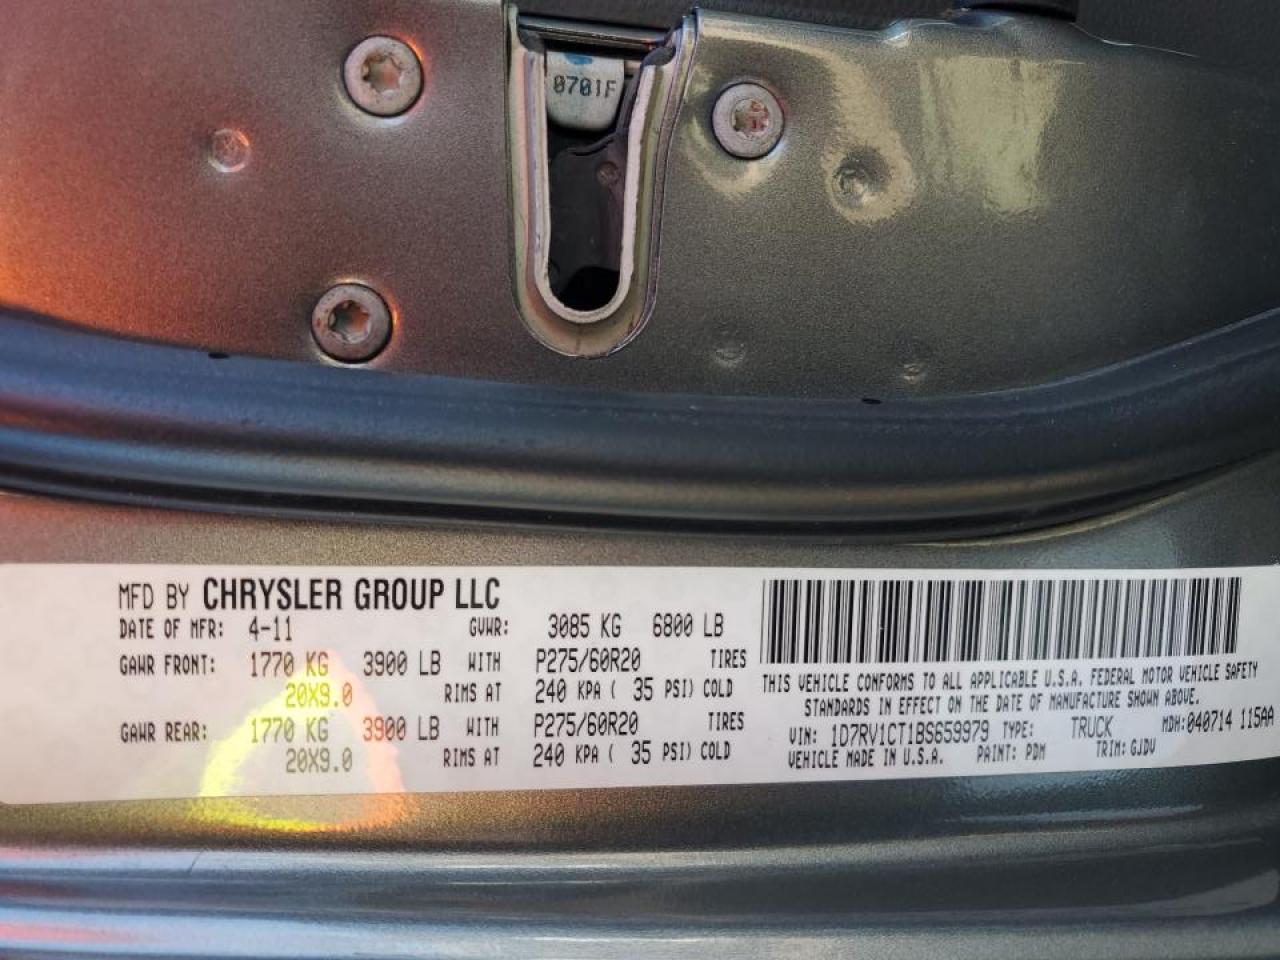 0701F
MFD BY CHRYSLER GROUP LLC
DATE OF MFR: 4-11 GVWR: 3085 KG 6800 LB
GAWR FRONT: 1770 KG 3900 LB WITH P275/60R20 TIRES
20X9.0 RIMS AT 240 KPA ( 35 PSI) COLD
GAWR REAR: 1770 KG 3900 LB WITH P275/60R20 TIRES
20X9.0 RIMS AT 240 KPA ( 35 PSI) COLD
THIS VEHICLE CONFORMS TO ALL APPLICABLE U.S.A. FEDERAL MOTOR VEHICLE SAFETY
STANDARDS IN EFFECT ON THE DATE OF MANUFACTURE SHOWN ABOVE.
VIN: 1D7RV1CT1BS659979 TYPE: TRUCK MDH:040714 115AA
VEHICLE MADE IN U.S.A. PAINT: PDM TRIM: GJDV